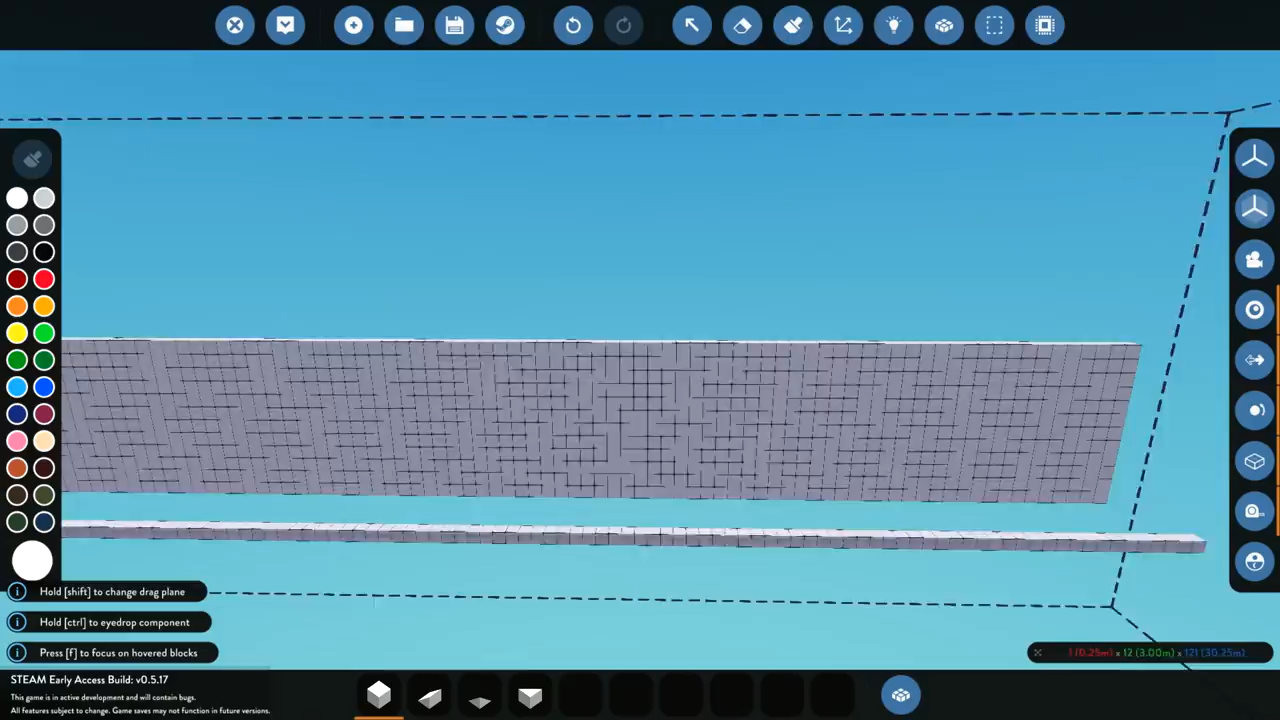 Hold [shift] to change drag plane
Hold [ctrl] to eyedrop component
Press [f] to focus on hovered blocks
1 (0.25m) x 12 (3.00m) x 121 (30.25m)
STEAM Early Access Build: v0.5.17
This game is in active development and will contain bugs.
All features subject to change. Game saves may not function in future versions.